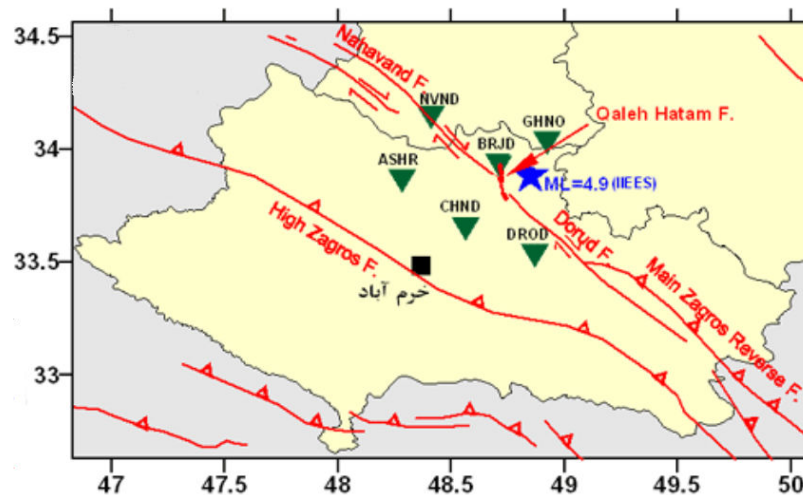 34.5
Nahavand F.
NVND
GHNO
Qaleh Hatam F.
34
BRJD
ASHR
ML=4.9 (IIEES)
CHND
DROD
Dorud F.
33.5
High Zagros F.
خرم آباد
Main Zagros Reverse F.
33
47
47.5
48
48.5
49
49.5
50